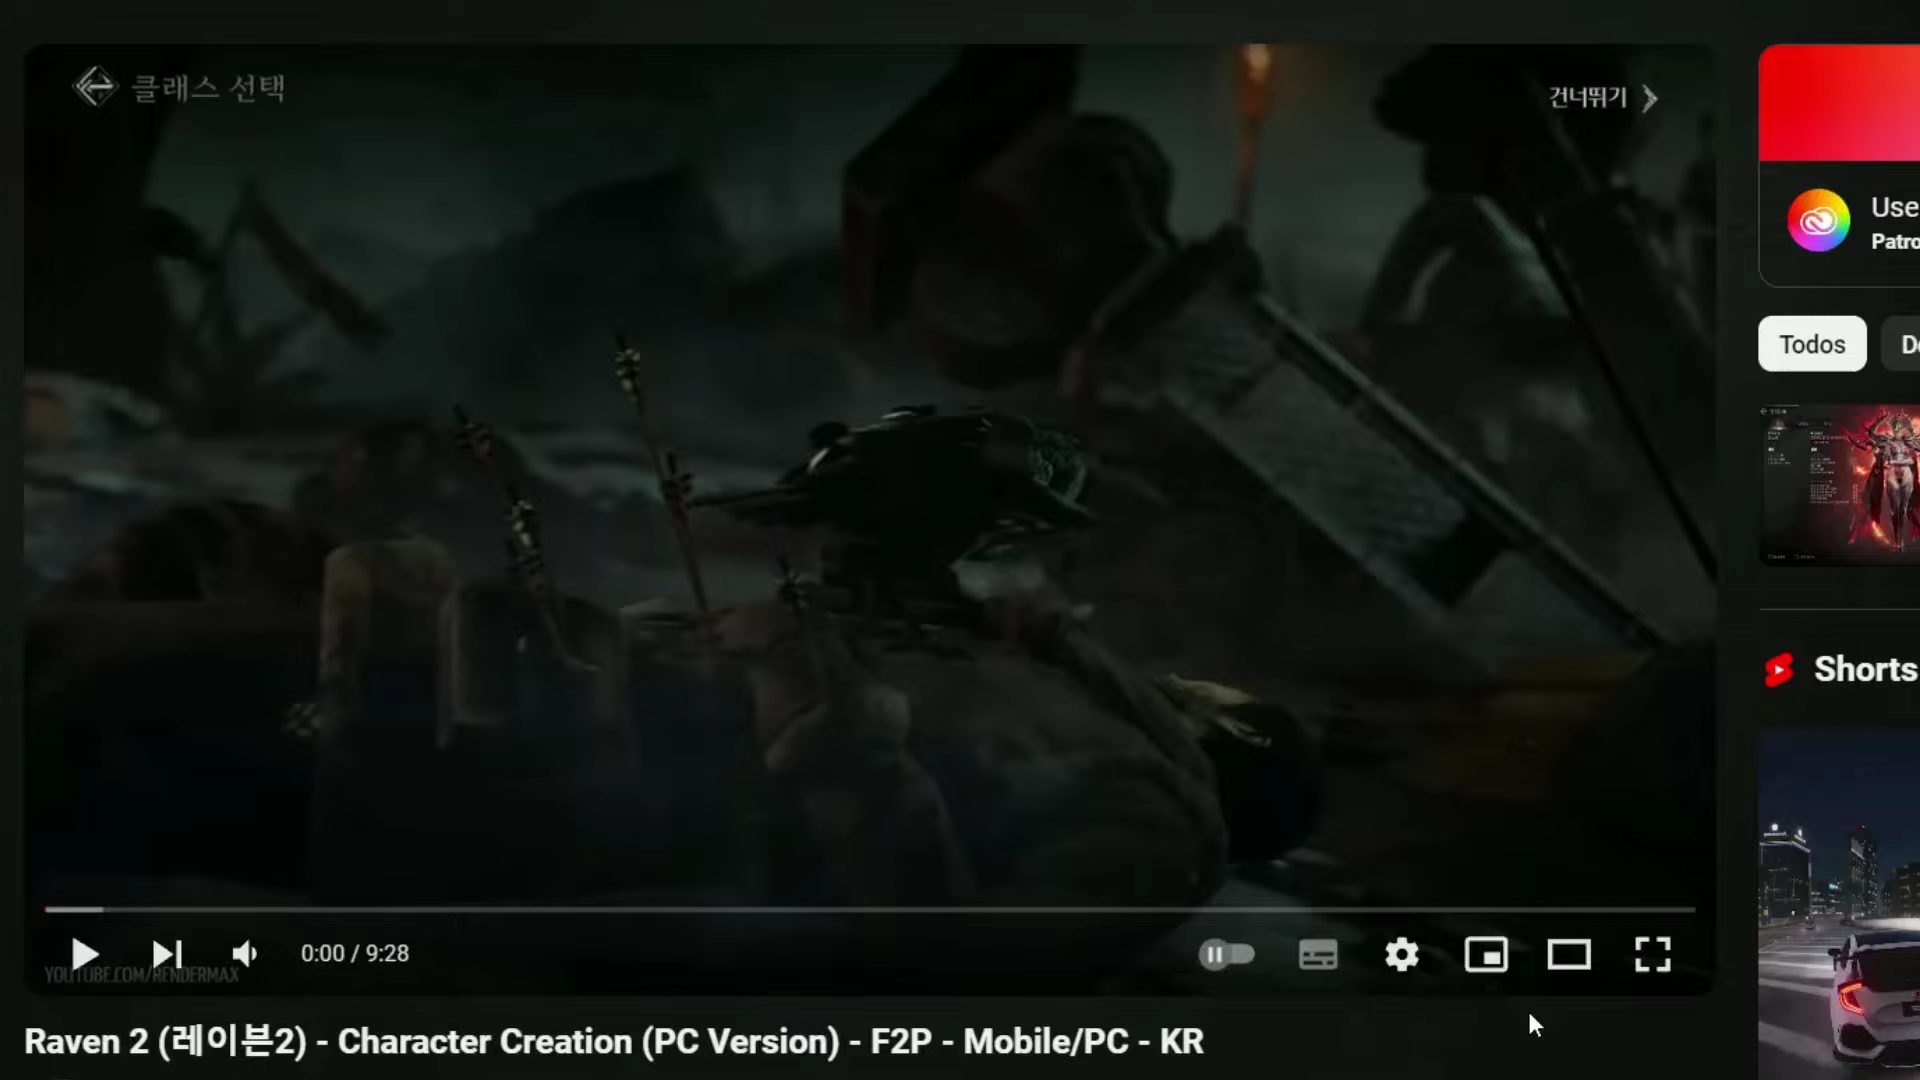 클래스 선택
건너뛰기
Use
Patro
Todos
Shorts
0:00 / 9:28
YOUTUBE.COM/RENDERMAX
Raven 2 (레이븐2) - Character Creation (PC Version) - F2P - Mobile/PC - KR